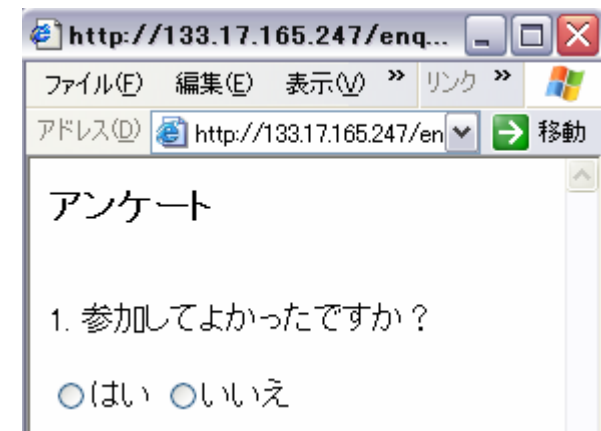 http://133.17.165.247/enq...
ファイル(F) 編集(E) 表示(V) » リンク »
アドレス(D) http://133.17.165.247/en 移動
アンケート
1. 参加してよかったですか？
はい いいえ